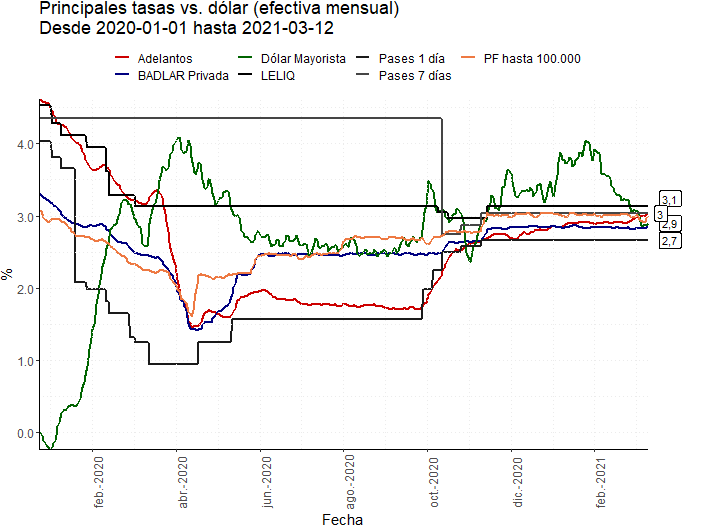 Principales tasas vs. dólar (efectiva mensual)
Desde 2020-01-01 hasta 2021-03-12
Adelantos Dólar Mayorista Pases 1 día PF hasta 100.000
BADLAR Privada LELIQ Pases 7 días
4.0
3.0
2.0
1.0
0.0
%
3,1
3
2,9
2,7
feb.-2020 abr.-2020 jun.-2020 ago.-2020 oct.-2020 dic.-2020 feb.-2021
Fecha